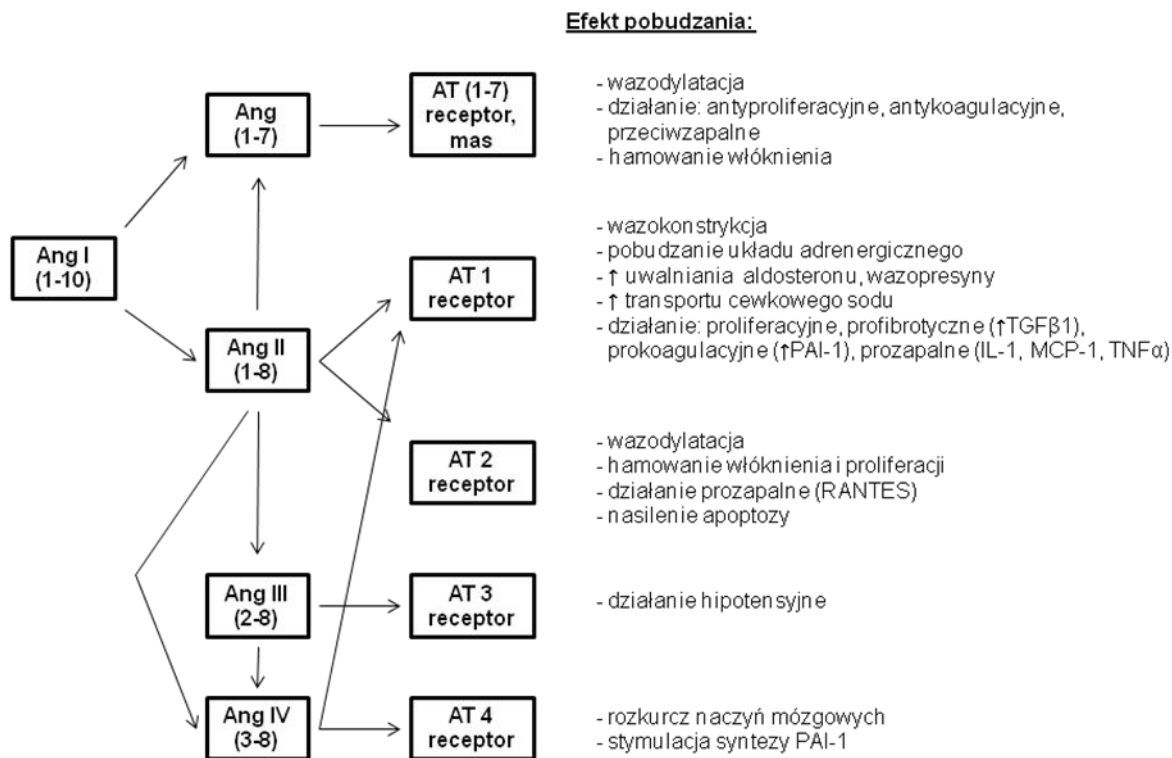 Efekt pobudzania:
Ang
(1-7)
AT (1-7)
receptor,
mas
- wazodylatacja
- działanie: antyproliferacyjne, antykoagulacyjne,
przeciwzapalne
- hamowanie włóknienia
Ang I
(1-10)
AT 1
receptor
- wazokonstrykcja
- pobudzanie układu adrenergicznego
- ↑ uwalniania aldosteronu, wazopresyny
- ↑ transportu cewkowego sodu
- działanie: proliferacyjne, profibrotyczne (↑TGFβ1),
prokoagulacyjne (↑PAI-1), prozapalne (IL-1, MCP-1, TNFα)
Ang II
(1-8)
AT 2
receptor
- wazodylatacja
- hamowanie włóknienia i proliferacji
- działanie prozapalne (RANTES)
- nasilenie apoptozy
Ang III
(2-8)
AT 3
receptor
- działanie hipotensyjne
Ang IV
(3-8)
AT 4
receptor
- rozkurcz naczyń mózgowych
- stymulacja syntezy PAI-1